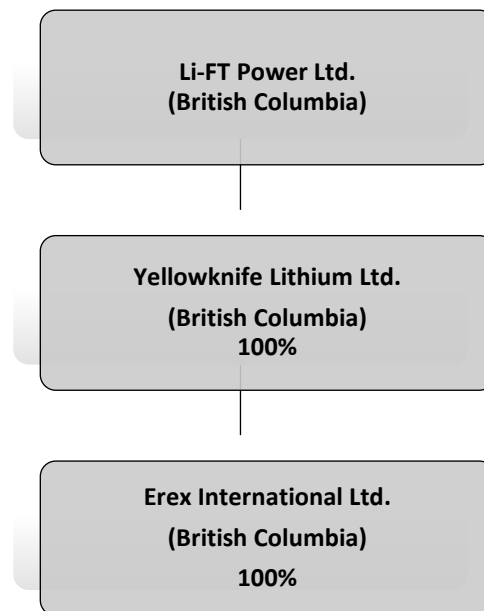 Li-FT Power Ltd.
(British Columbia)
Yellowknife Lithium Ltd.
(British Columbia)
100%
Erex International Ltd.
(British Columbia)
100%